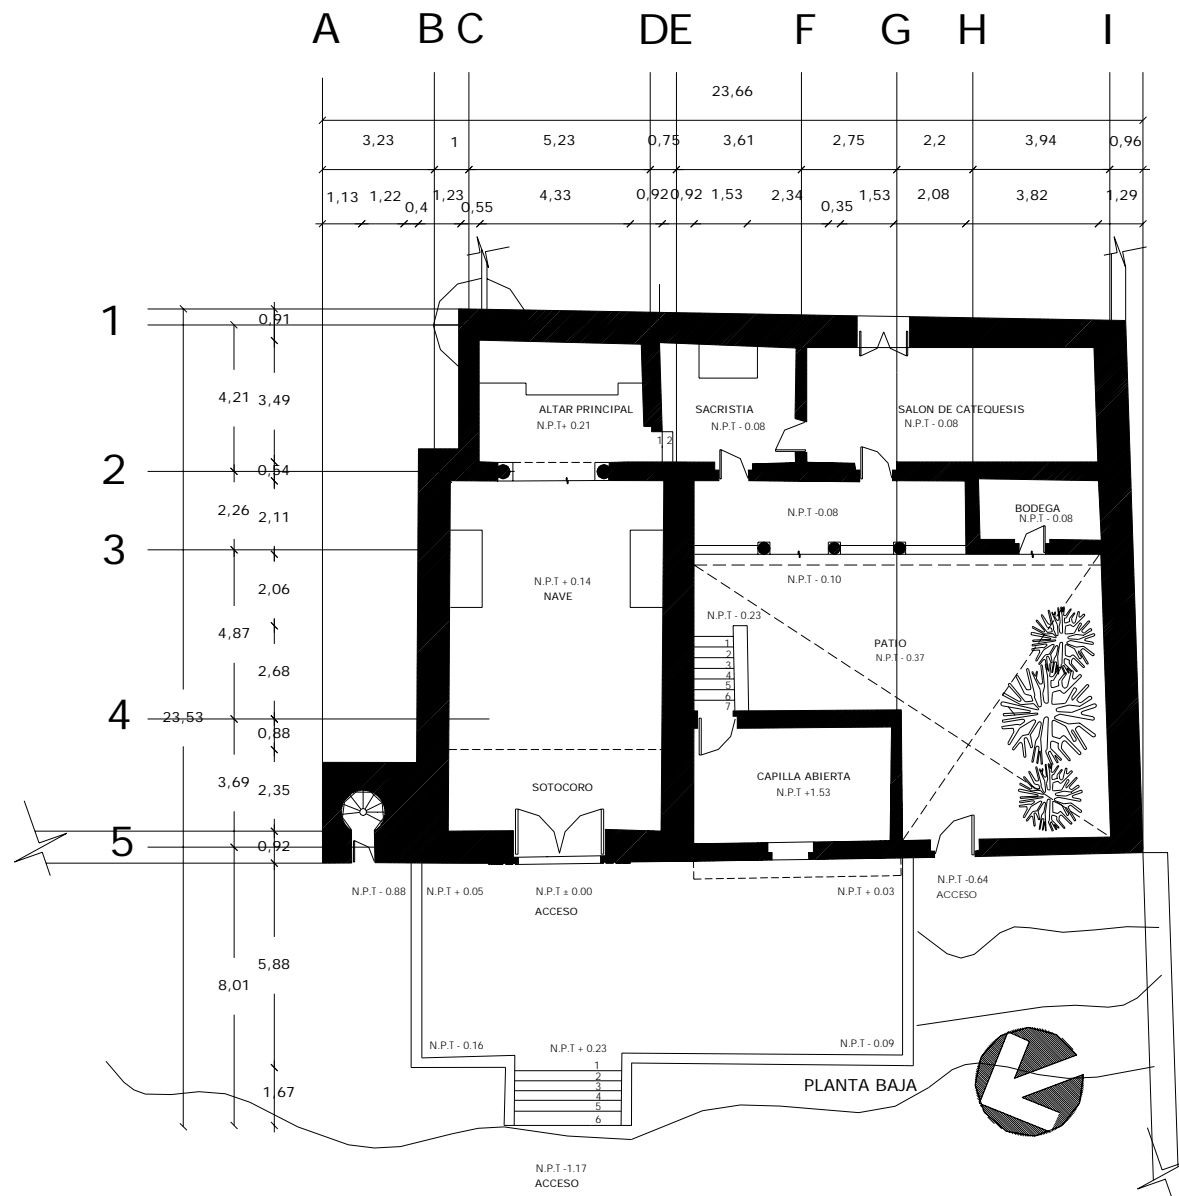 A B C D E F G H I
23,66
3,23 1 5,23 0,75 3,61 2,75 2,2 3,94 0,96
1,13 1,22 0,4 1,23 0,55 4,33 0,92 0,92 1,53 2,34 0,35 1,53 2,08 3,82 1,29
1
0,91
4,21 3,49
ALTAR PRINCIPAL
N.P.T+ 0.21
SACRISTIA
N.P.T - 0.08
SALON DE CATEQUESIS
N.P.T - 0.08
1 2
2
0,54
2,26 2,11
N.P.T -0.08
BODEGA
N.P.T - 0.08
3
2,06
N.P.T + 0.14
NAVE
N.P.T - 0.10
N.P.T - 0.23
4,87
PATIO
N.P.T - 0.37
1
2
3
4
5
6
7
2,68
4
23,53
0,88
3,69 2,35
SOTOCORO
CAPILLA ABIERTA
N.P.T +1.53
5
0,92
N.P.T - 0.88
N.P.T + 0.05
N.P.T ± 0.00
ACCESO
N.P.T + 0.03
N.P.T -0.64
ACCESO
5,88
8,01
N.P.T - 0.16
N.P.T + 0.23
N.P.T - 0.09
1
2
3
4
5
6
1,67
PLANTA BAJA
N.P.T -1.17
ACCESO